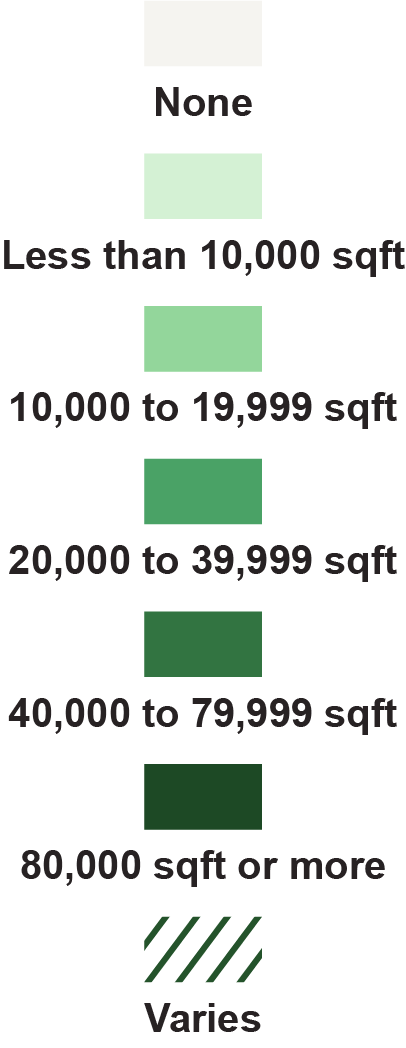 None
Less than 10,000 sqft
10,000 to 19,999 sqft
20,000 to 39,999 sqft
40,000 to 79,999 sqft
80,000 sqft or more
Varies